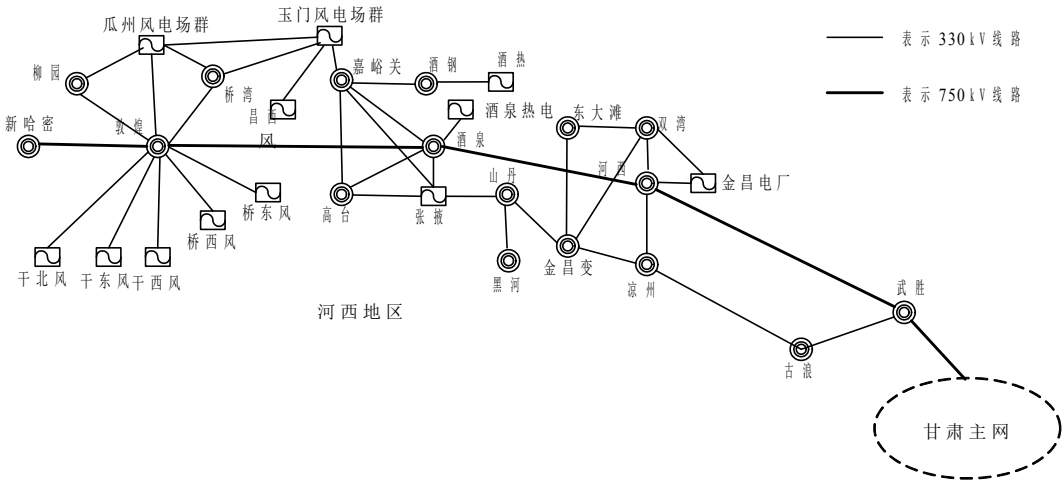 瓜州风电场群
玉门风电场群
表示330kV线路
表示750kV线路
柳园
桥湾
昌西
风
嘉峪关
酒钢
酒热
酒泉热电
东大滩
双湾
新哈密
敦煌
酒泉
山丹
河西
金昌电厂
桥东风
桥西风
高台
张掖
干北风
干东风
干西风
黑河
金昌变
凉州
武胜
古浪
河西地区
甘肃主网